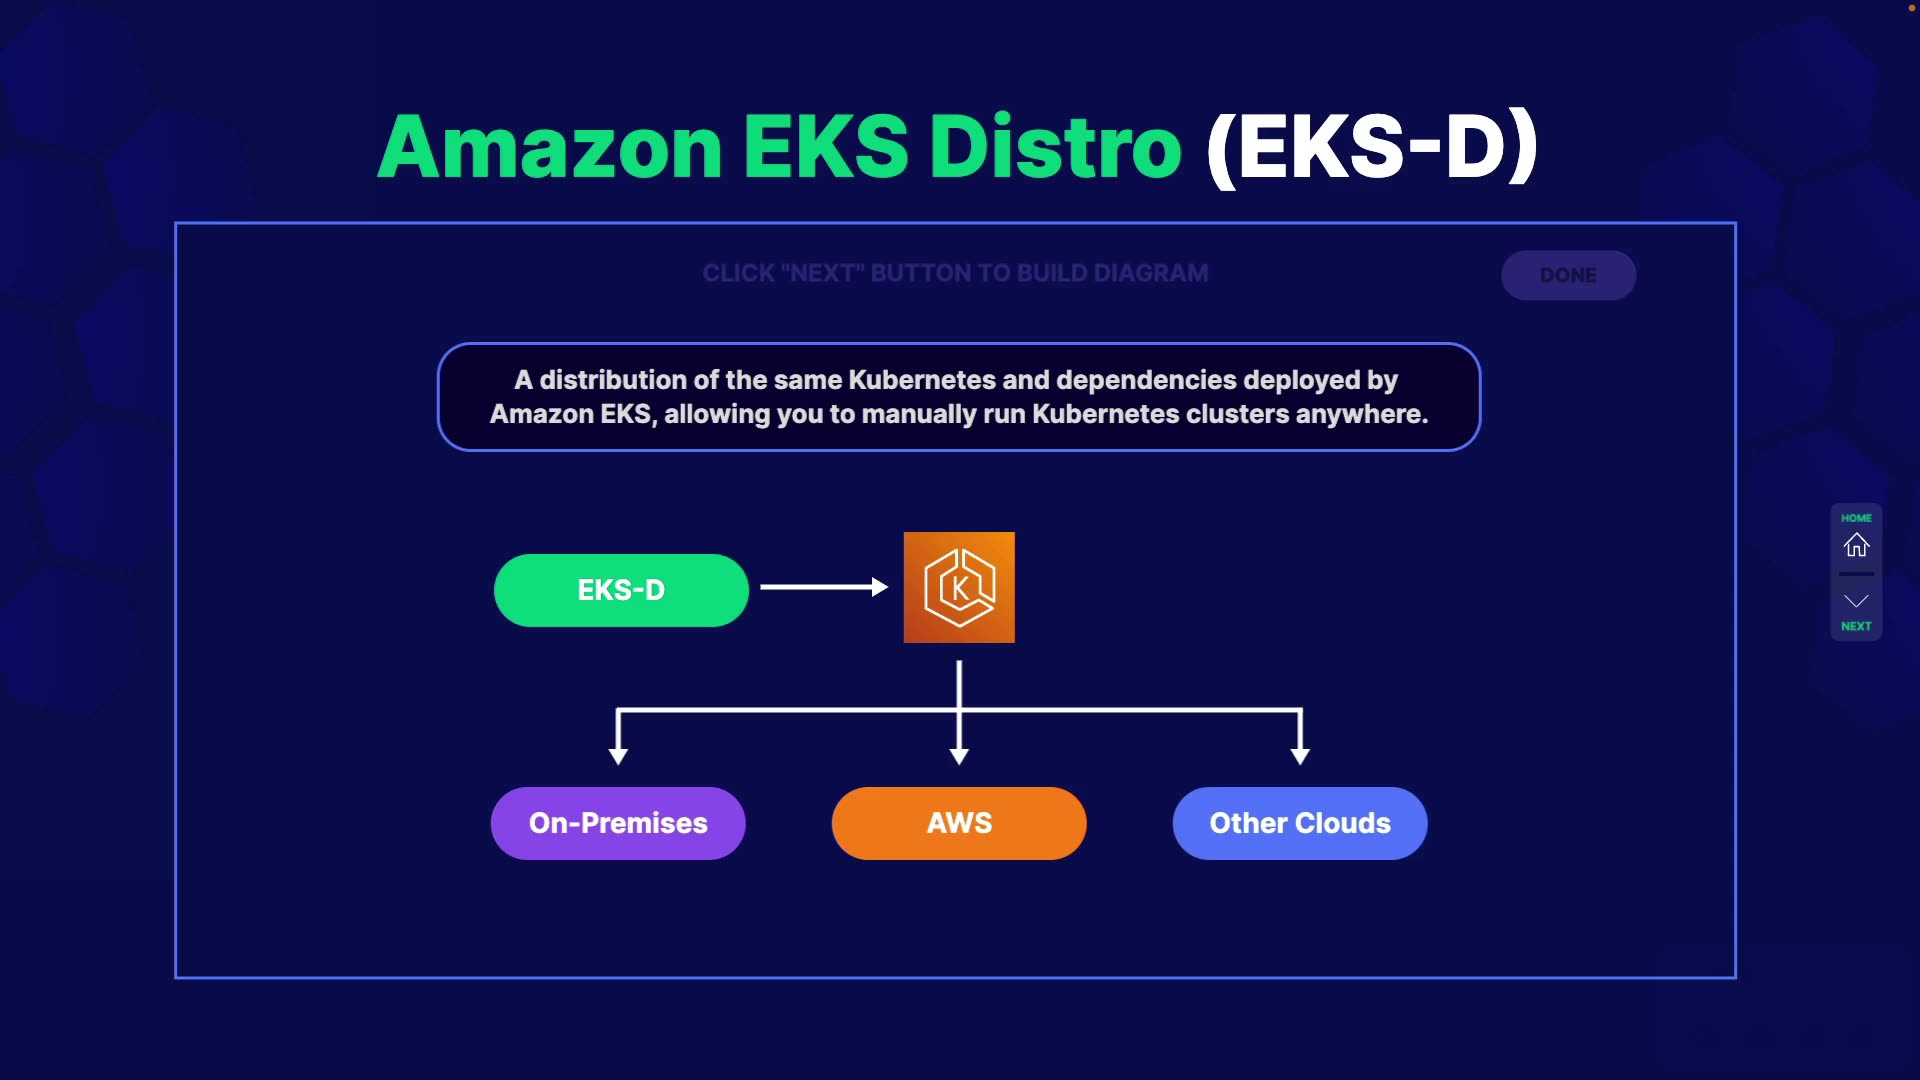 Amazon EKS Distro (EKS-D)
CLICK "NEXT" BUTTON TO BUILD DIAGRAM
DONE
A distribution of the same Kubernetes and dependencies deployed by
Amazon EKS, allowing you to manually run Kubernetes clusters anywhere.
HOME
EKS-D
K
NEXT
On-Premises
AWS
Other Clouds